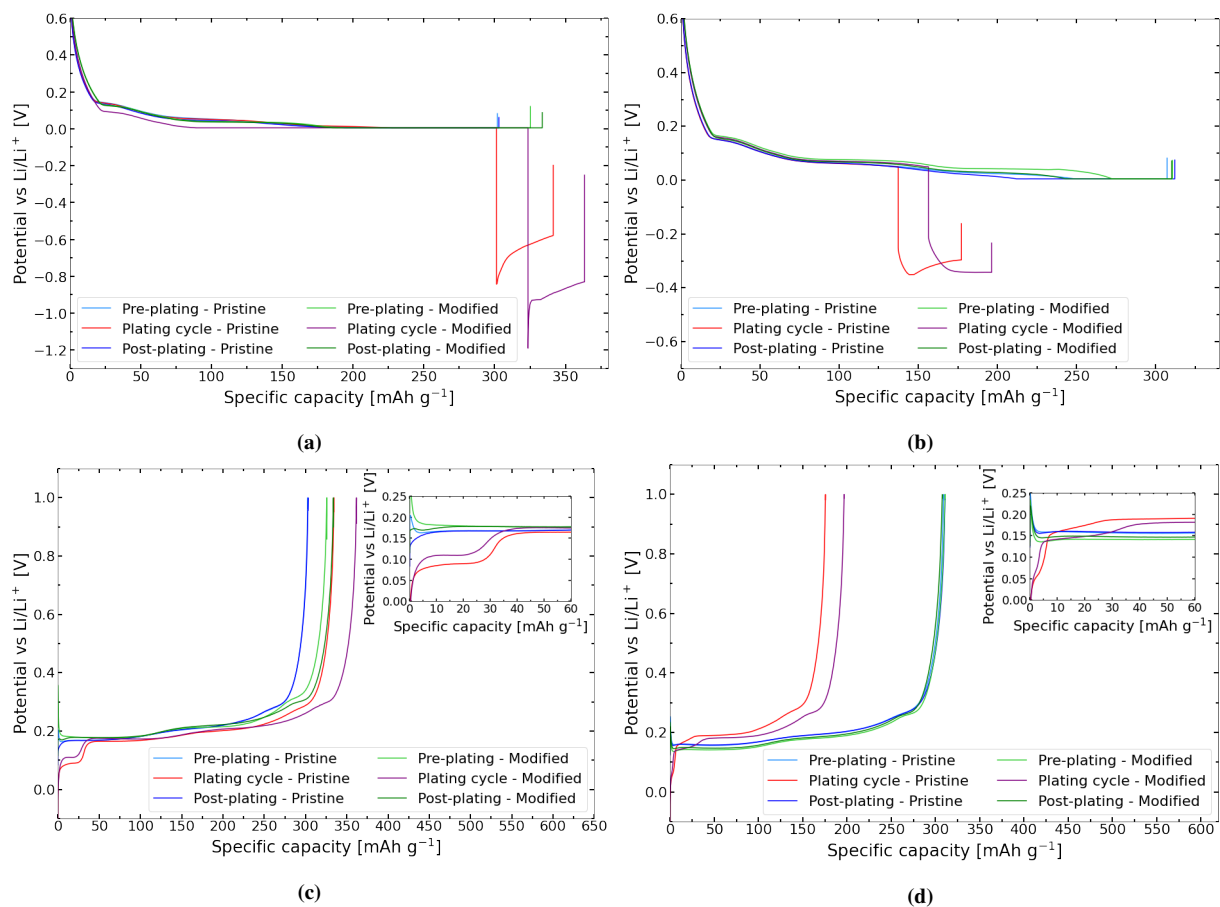 0.6
0.4
0.2
0.0
−0.2
−0.4
−0.6
−0.8
−1.0
−1.2
Potential vs Li/Li⁺ [V]
Pre-plating - Pristine
Plating cycle - Pristine
Post-plating - Pristine
Pre-plating - Modified
Plating cycle - Modified
Post-plating - Modified
0 50 100 150 200 250 300 350
Specific capacity [mAh g⁻¹]
(a)
0.6
0.4
0.2
0.0
−0.2
−0.4
−0.6
Potential vs Li/Li⁺ [V]
Pre-plating - Pristine
Plating cycle - Pristine
Post-plating - Pristine
Pre-plating - Modified
Plating cycle - Modified
Post-plating - Modified
0 50 100 150 200 250 300
Specific capacity [mAh g⁻¹]
(b)
1.0
0.8
0.6
0.4
0.2
0.0
Potential vs Li/Li⁺ [V]
0.25
0.20
0.15
0.10
0.05
0.00
Potential vs Li/Li⁺ [V]
0 10 20 30 40 50 60
Specific capacity [mAh g⁻¹]
Pre-plating - Pristine
Plating cycle - Pristine
Post-plating - Pristine
Pre-plating - Modified
Plating cycle - Modified
Post-plating - Modified
0 50 100 150 200 250 300 350 400 450 500 550 600 650
Specific capacity [mAh g⁻¹]
(c)
1.0
0.8
0.6
0.4
0.2
0.0
Potential vs Li/Li⁺ [V]
0.25
0.20
0.15
0.10
0.05
0.00
Potential vs Li/Li⁺ [V]
0 10 20 30 40 50 60
Specific capacity [mAh g⁻¹]
Pre-plating - Pristine
Plating cycle - Pristine
Post-plating - Pristine
Pre-plating - Modified
Plating cycle - Modified
Post-plating - Modified
0 50 100 150 200 250 300 350 400 450 500 550 600
Specific capacity [mAh g⁻¹]
(d)